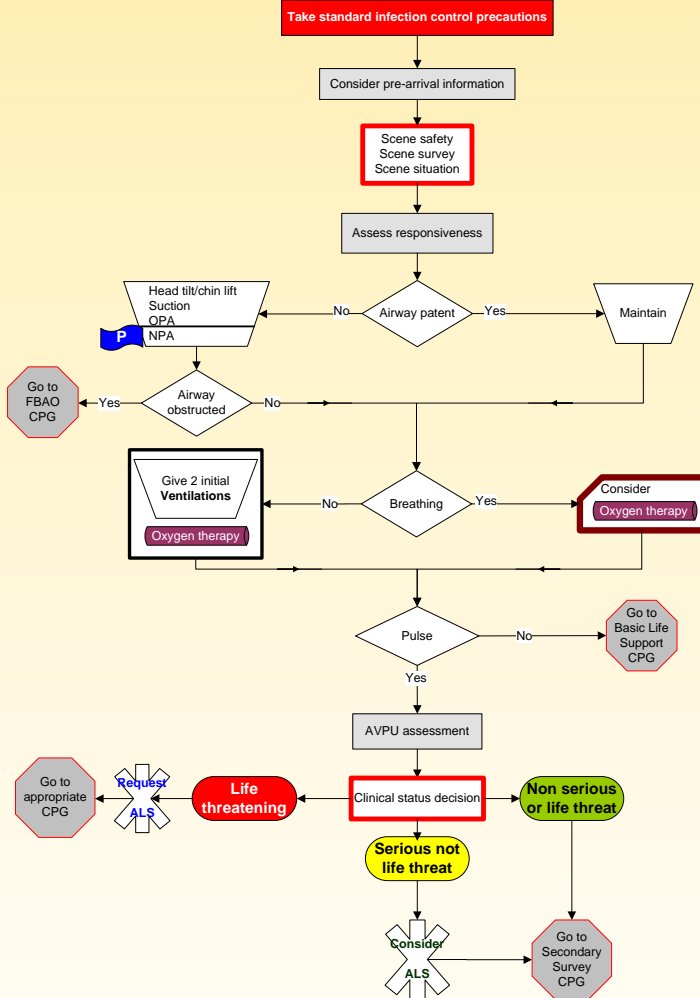 Take standard infection control precautions
Consider pre-arrival information
Scene safety
Scene survey
Scene situation
Assess responsiveness
Head tilt/chin lift
Suction
OPA
P
NPA
No
Airway patent
Yes
Maintain
Go to
FBAO
CPG
Yes
Airway
obstructed
No
Give 2 initial
Ventilations
Oxygen therapy
No
Breathing
Yes
Consider
Oxygen therapy
Pulse
No
Go to
Basic Life
Support
CPG
Yes
AVPU assessment
Go to
appropriate
CPG
Request
ALS
Life
threatening
Clinical status decision
Non serious
or life threat
Serious not
life threat
Consider
ALS
Go to
Secondary
Survey
CPG